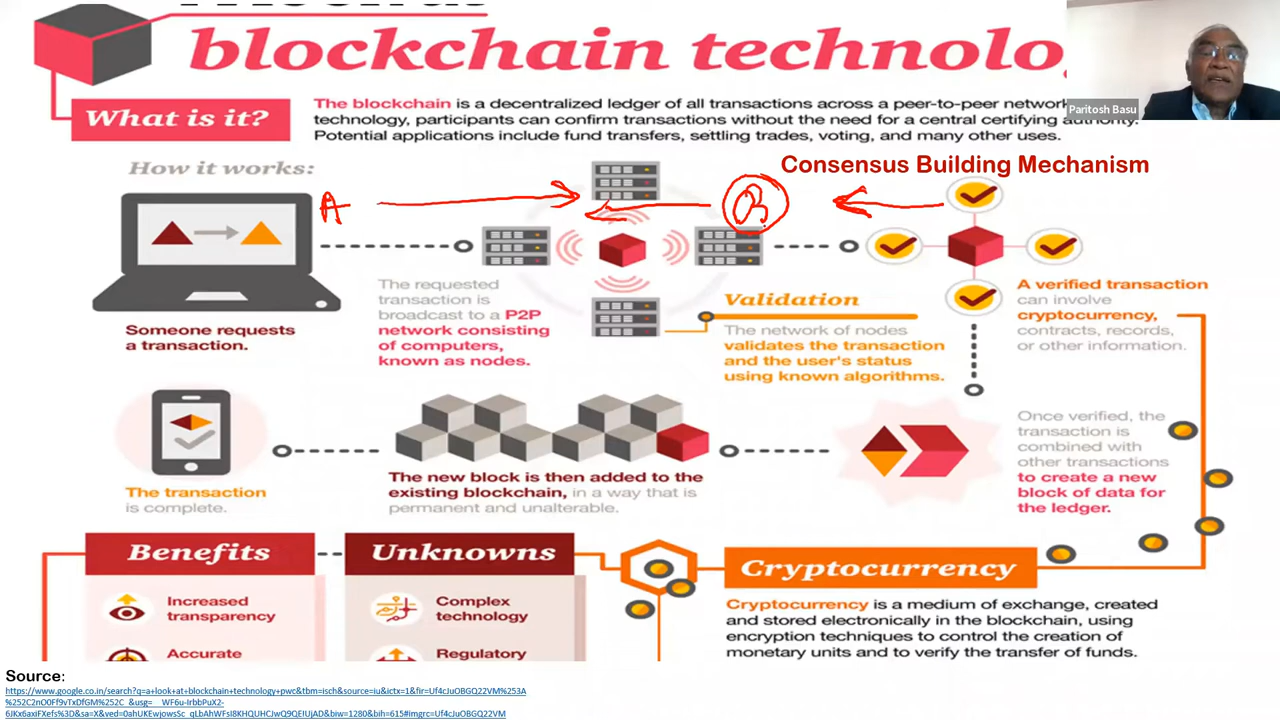 blockchain technolo
Paritosh Basu
What is it?
The blockchain is a decentralized ledger of all transactions across a peer-to-peer network
technology, participants can confirm transactions without the need for a central certifying authority.
Potential applications include fund transfers, settling trades, voting, and many other uses.
How it works:
Consensus Building Mechanism
A
B
Someone requests
a transaction.
The requested
transaction is
broadcast to a P2P
network consisting
of computers,
known as nodes.
Validation
The network of nodes
validates the transaction
and the user's status
using known algorithms.
A verified transaction
can involve
cryptocurrency,
contracts, records,
or other information.
Once verified, the
transaction is
combined with
other transactions
to create a new
block of data for
the ledger.
The new block is then added to the
existing blockchain, in a way that is
permanent and unalterable.
The transaction
is complete.
Benefits
Increased
transparency
Accurate
Unknowns
Complex
technology
Regulatory
Cryptocurrency
Cryptocurrency is a medium of exchange, created
and stored electronically in the blockchain, using
encryption techniques to control the creation of
monetary units and to verify the transfer of funds.
Source: